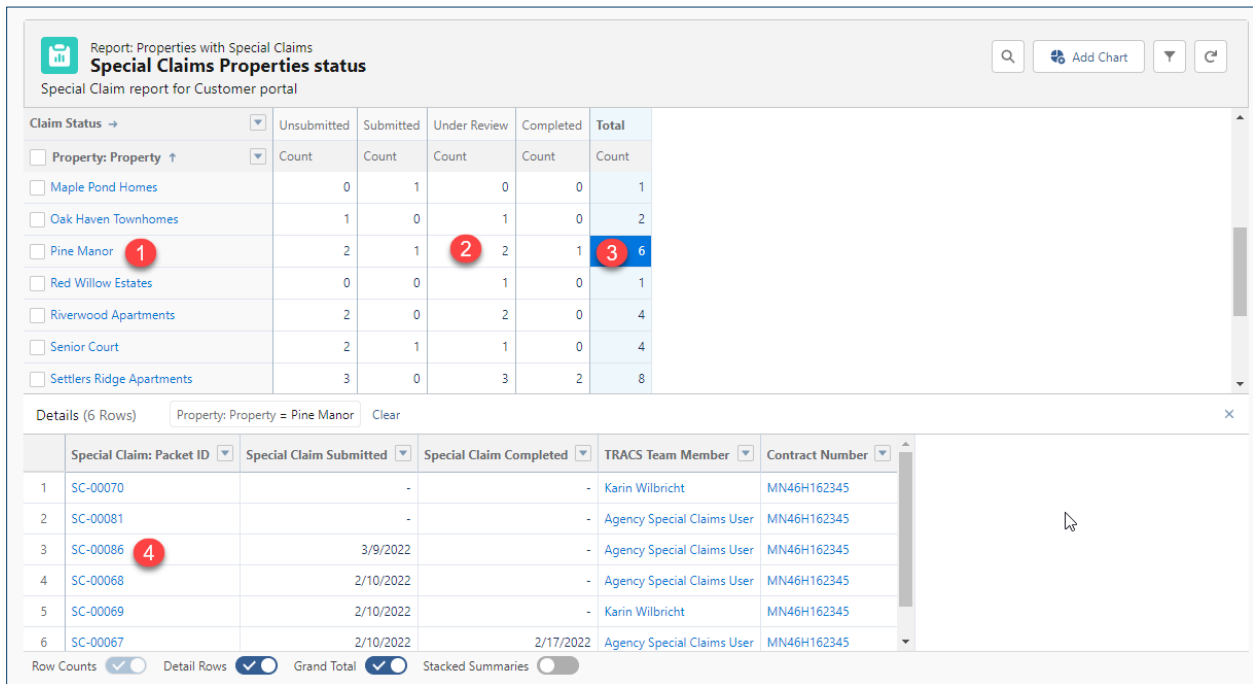 Report: Properties with Special Claims
Special Claims Properties status
Special Claim report for Customer portal
Add Chart
Claim Status → Unsubmitted Submitted Under Review Completed Total
Property: Property ↑ Count Count Count Count Count
Maple Pond Homes 0 1 0 0 1
Oak Haven Townhomes 1 0 1 0 2
Pine Manor 1 2 1 2 2 1 3 6
Red Willow Estates 0 0 1 0 1
Riverwood Apartments 2 0 2 0 4
Senior Court 2 1 1 0 4
Settlers Ridge Apartments 3 0 3 2 8
Details (6 Rows) Property: Property = Pine Manor Clear
Special Claim: Packet ID Special Claim Submitted Special Claim Completed TRACS Team Member Contract Number
1 SC-00070 - - Karin Wilbricht MN46H162345
2 SC-00081 - - Agency Special Claims User MN46H162345
3 SC-00086 4 3/9/2022 - Agency Special Claims User MN46H162345
4 SC-00068 2/10/2022 - Agency Special Claims User MN46H162345
5 SC-00069 2/10/2022 - Karin Wilbricht MN46H162345
6 SC-00067 2/10/2022 2/17/2022 Agency Special Claims User MN46H162345
Row Counts Detail Rows Grand Total Stacked Summaries